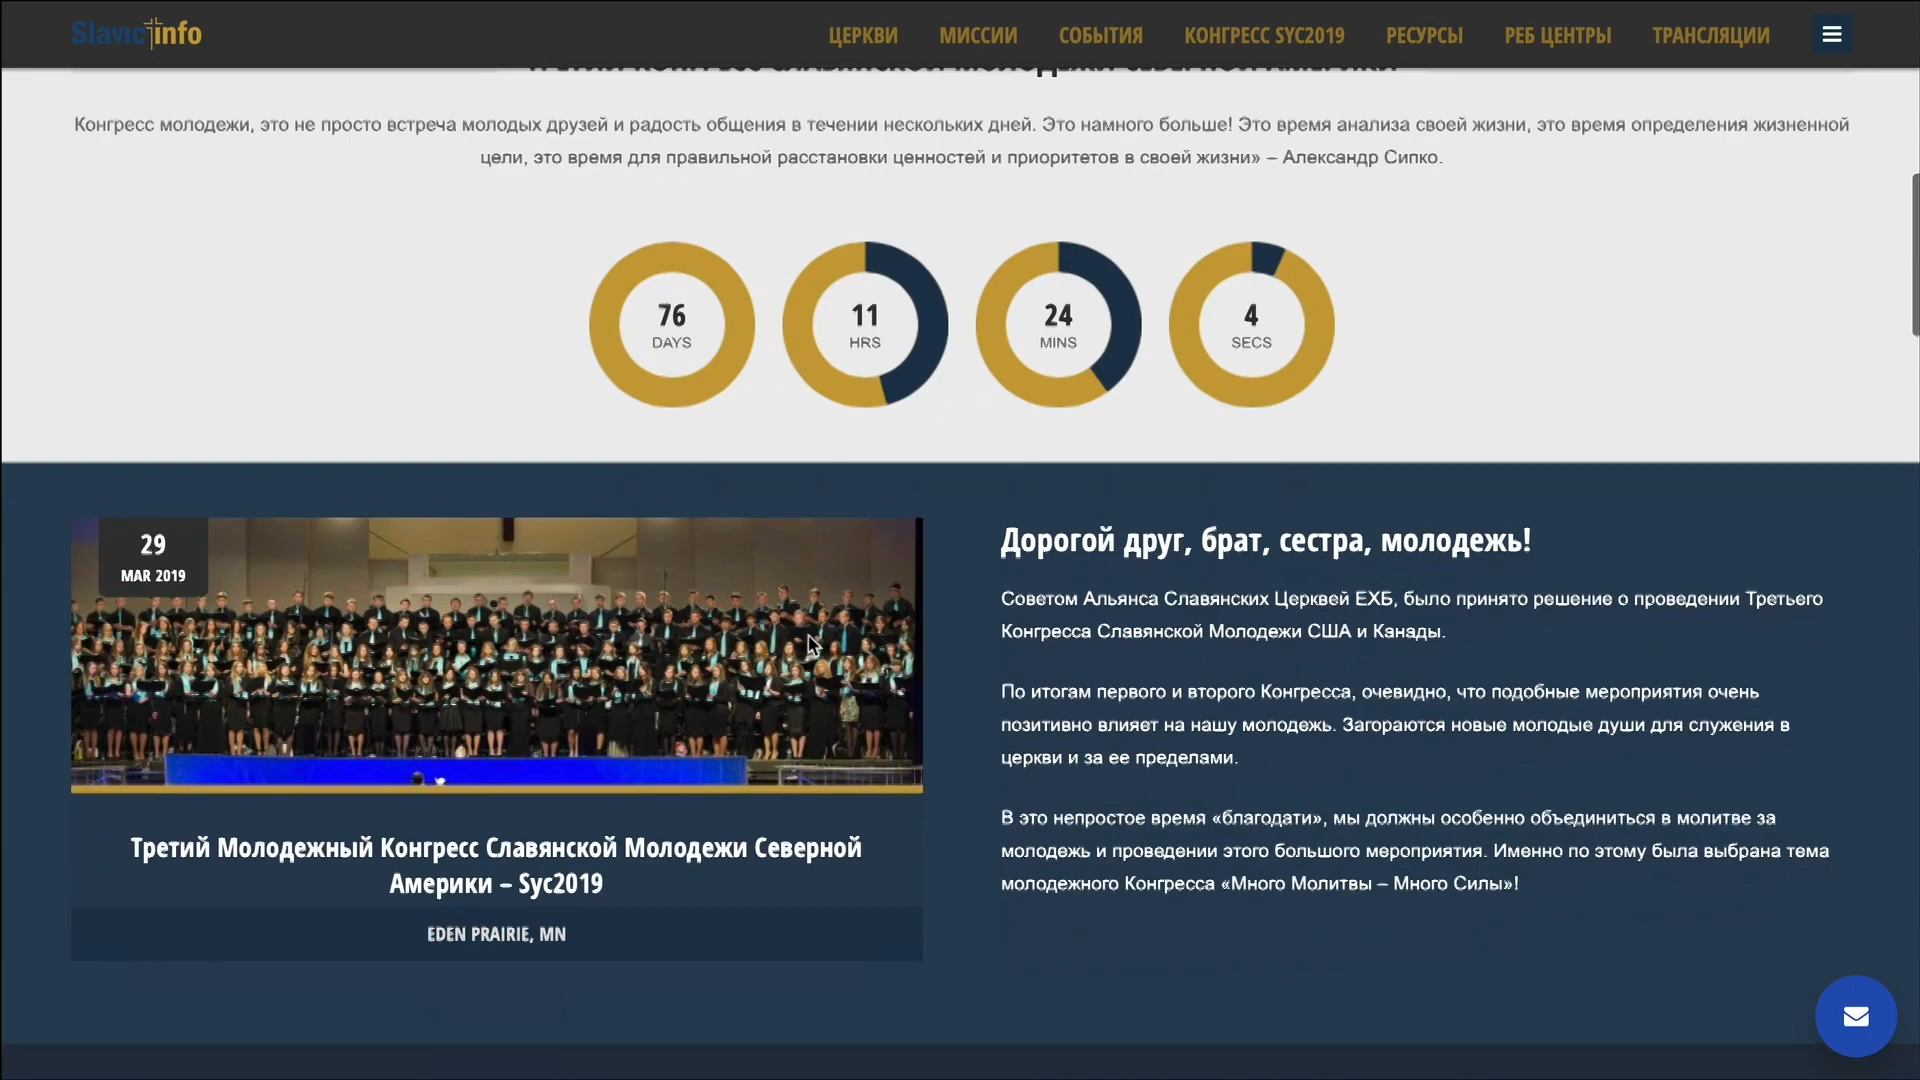 Slavic info
ЦЕРКВИ МИССИИ СОБЫТИЯ КОНГРЕСС SYC2019 РЕСУРСЫ РЕБ ЦЕНТРЫ ТРАНСЛЯЦИИ
Конгресс молодежи, это не просто встреча молодых друзей и радость общения в течении нескольких дней. Это намного больше! Это время анализа своей жизни, это время определения жизненной
цели, это время для правильной расстановки ценностей и приоритетов в своей жизни» – Александр Сипко.
76 11 24 4
DAYS HRS MINS SECS
29
MAR 2019
Третий Молодежный Конгресс Славянской Молодежи Северной
Америки – Syc2019
EDEN PRAIRIE, MN
Дорогой друг, брат, сестра, молодежь!
Советом Альянса Славянских Церквей ЕХБ, было принято решение о проведении Третьего
Конгресса Славянской Молодежи США и Канады.
По итогам первого и второго Конгресса, очевидно, что подобные мероприятия очень
позитивно влияет на нашу молодежь. Загораются новые молодые души для служения в
церкви и за ее пределами.
В это непростое время «благодати», мы должны особенно объединиться в молитве за
молодежь и проведении этого большого мероприятия. Именно по этому была выбрана тема
молодежного Конгресса «Много Молитвы – Много Силы»!